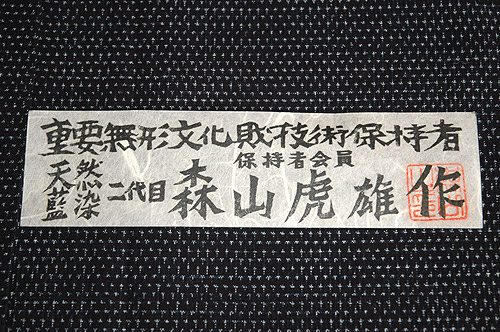 重要無形文化財技術保持者
保持者会員
天然藍染
二代目 森山虎雄 作